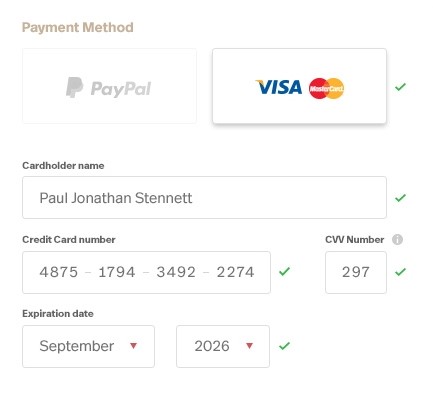 Payment Method
PayPal VISA MasterCard
Cardholder name
Paul Jonathan Stennett
Credit Card number CVV Number i
4875 – 1794 – 3492 – 2274 297
Expiration date
September 2026